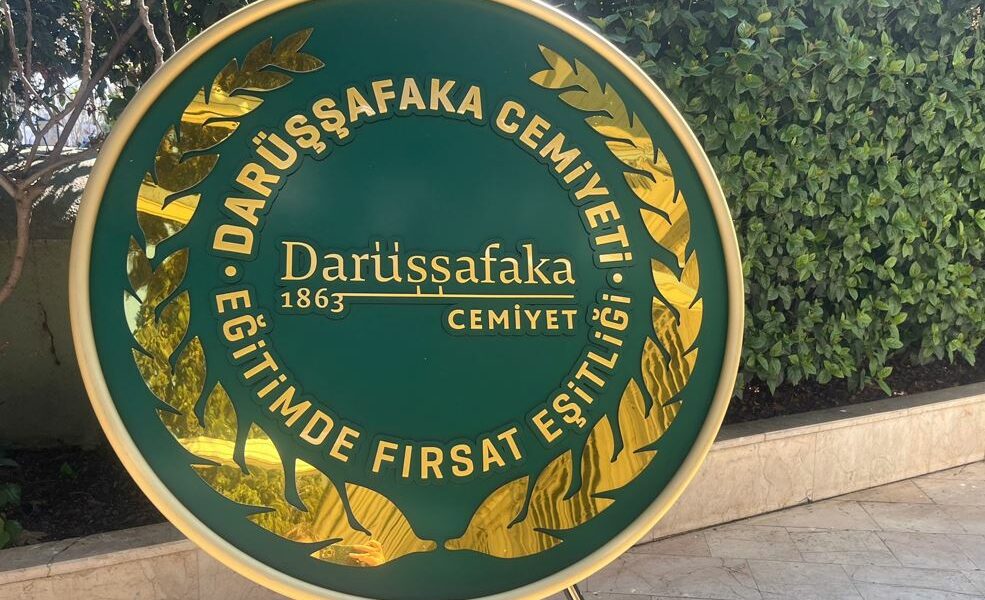 DARÜŞŞAFAKA CEMİYETİ
Darüşşafaka
1863
CEMİYET
EĞİTİMDE FIRSAT EŞİTLİĞİ